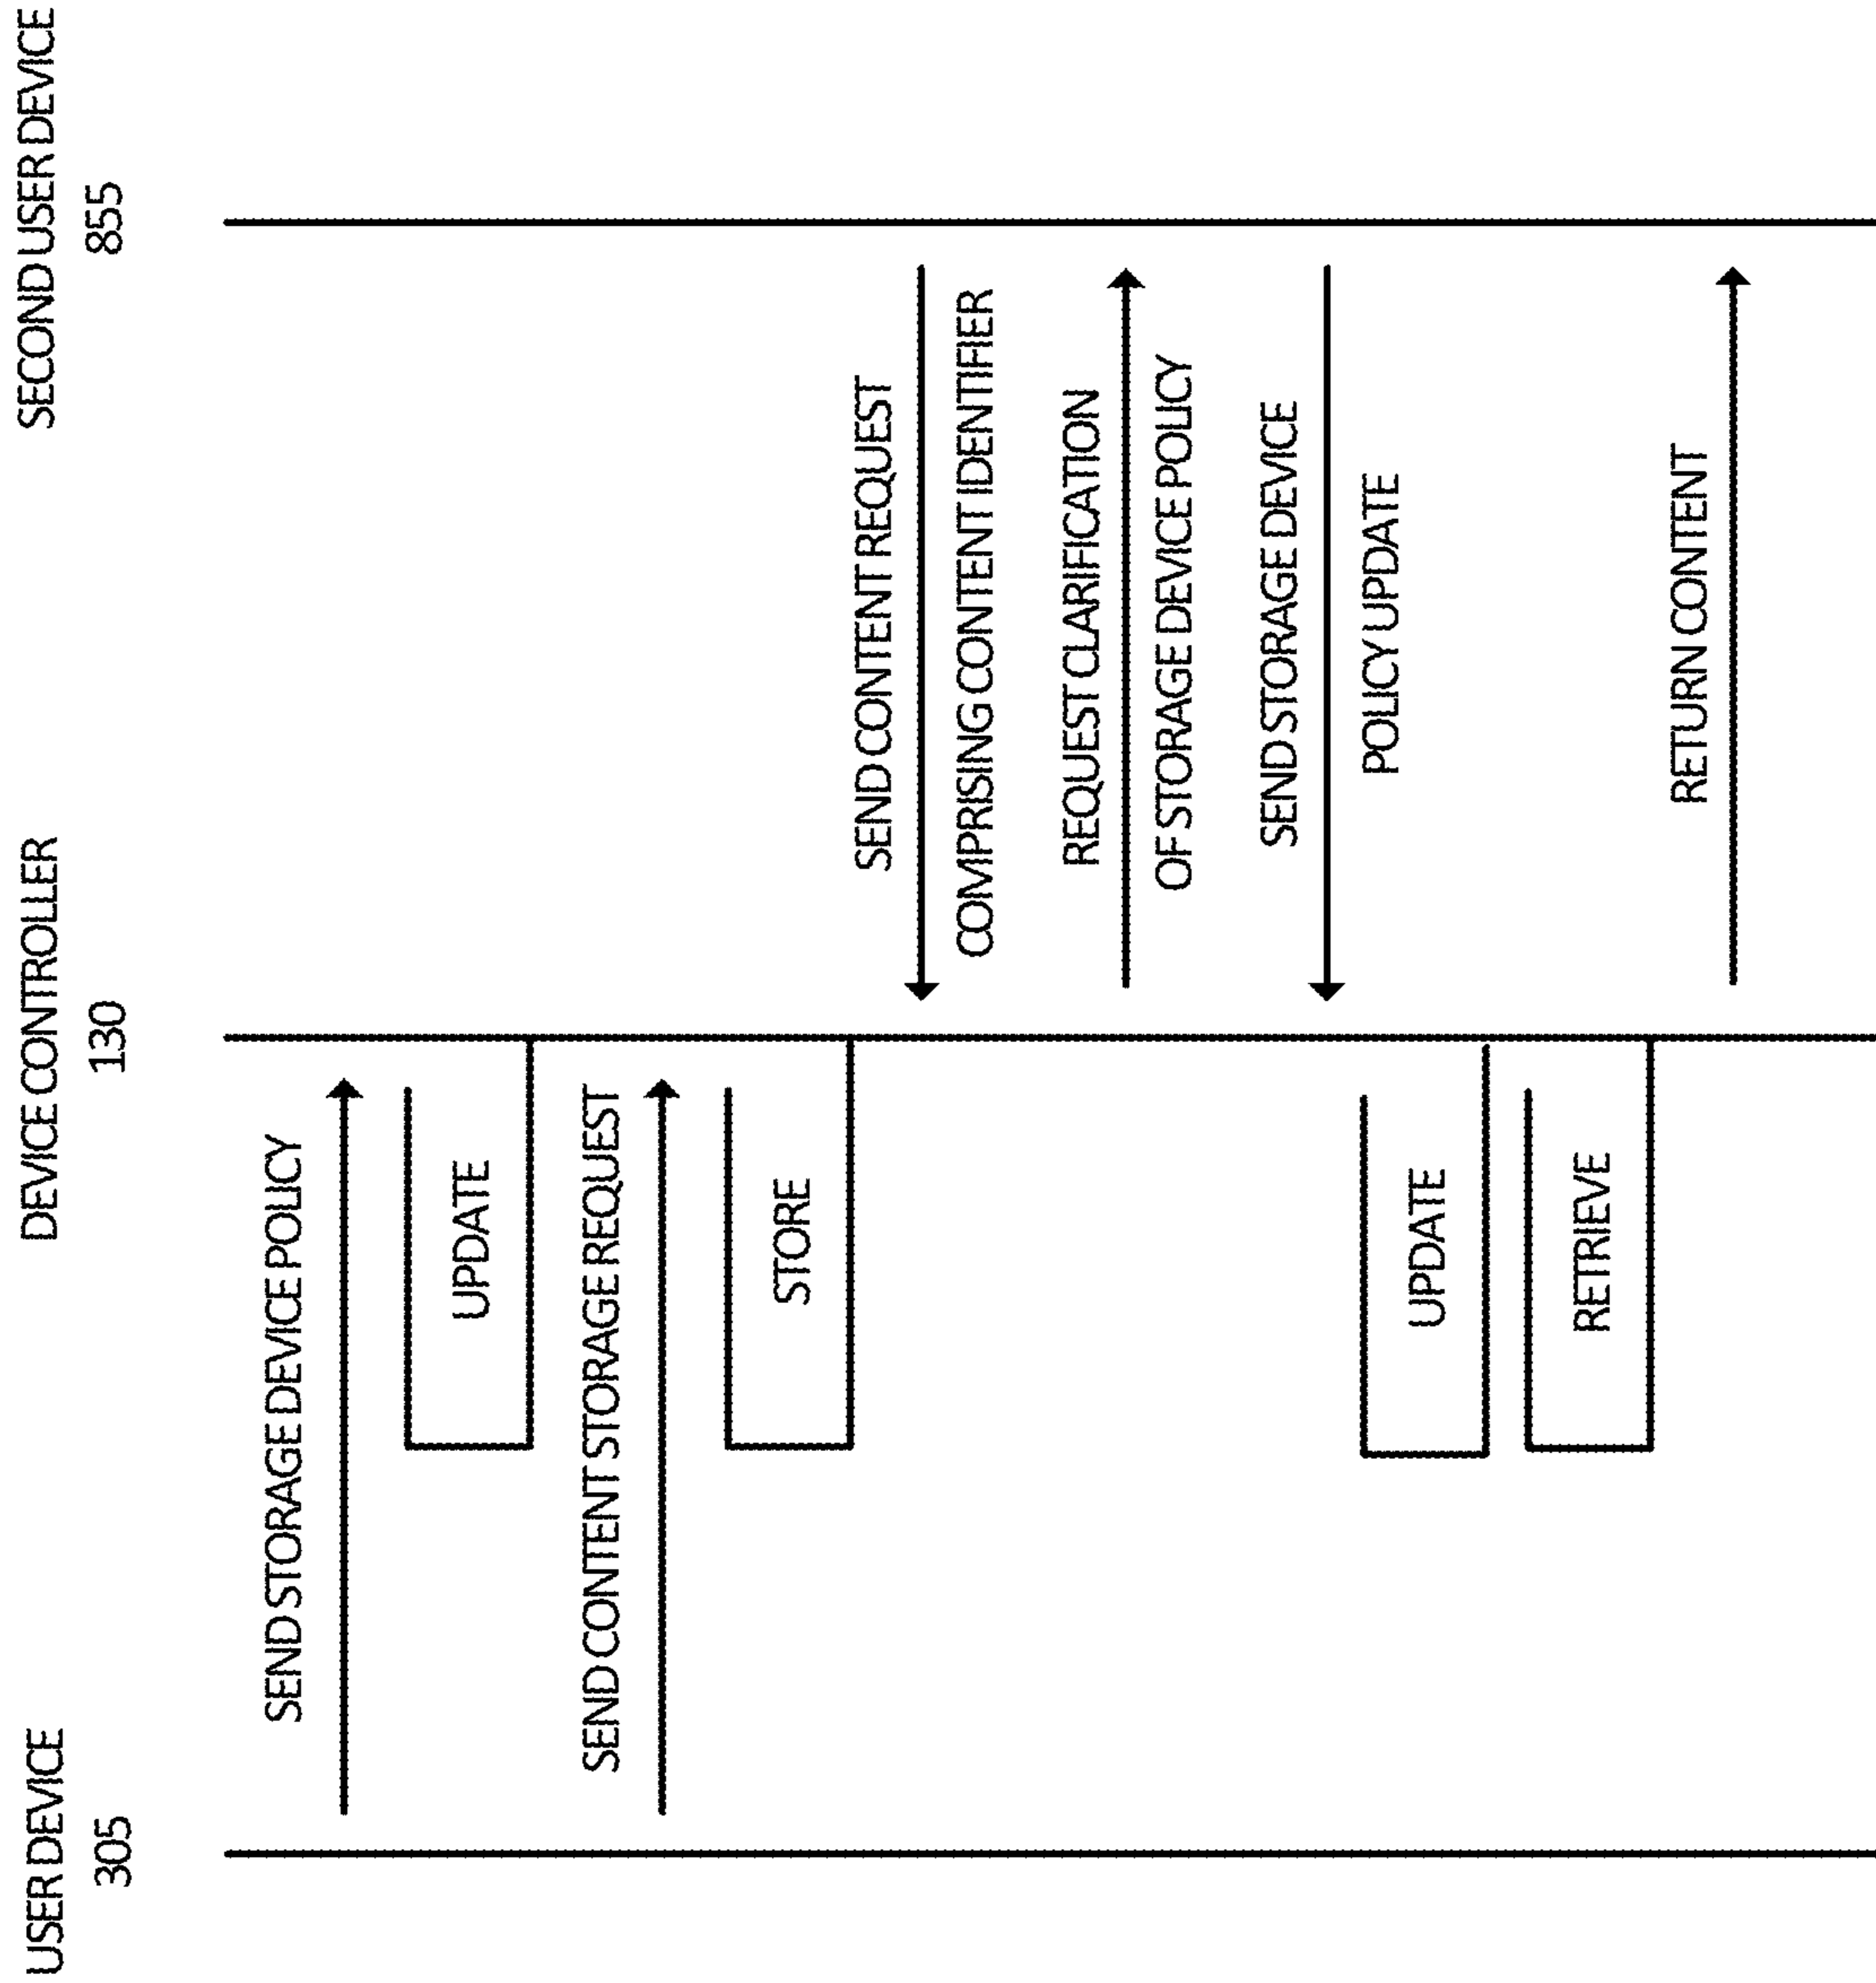 USER DEVICE
305
DEVICE CONTROLLER
130
SECOND USER DEVICE
855
SEND STORAGE DEVICE POLICY
UPDATE
SEND CONTENT STORAGE REQUEST
STORE
SEND CONTENT REQUEST
COMPRISING CONTENT IDENTIFIER
REQUEST CLARIFICATION
OF STORAGE DEVICE POLICY
SEND STORAGE DEVICE
POLICY UPDATE
UPDATE
RETRIEVE
RETURN CONTENT